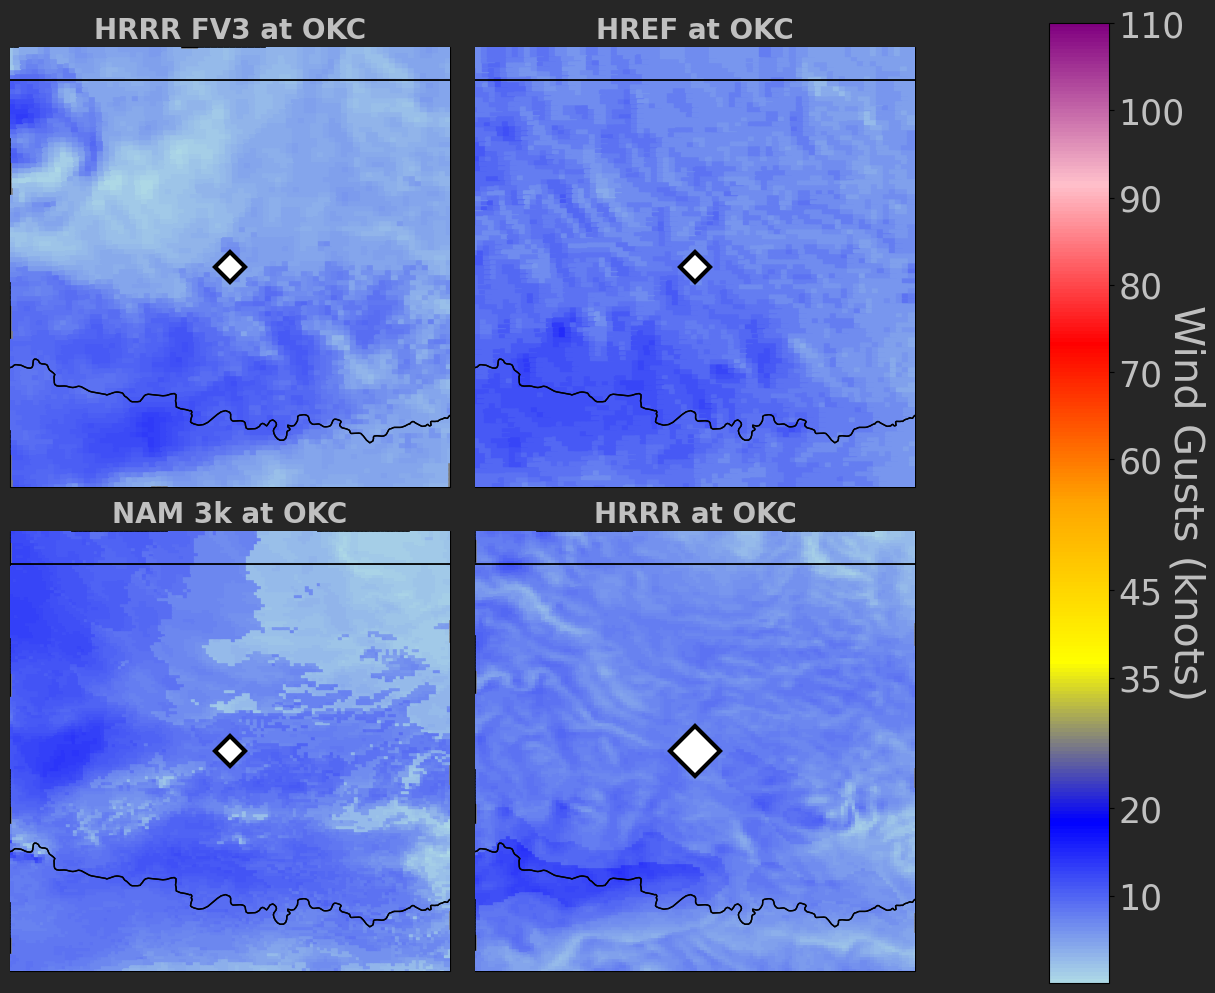 HRRR FV3 at OKC
HREF at OKC
NAM 3k at OKC
HRRR at OKC
110
100
90
80
70
60
45
35
20
10
Wind Gusts (knots)